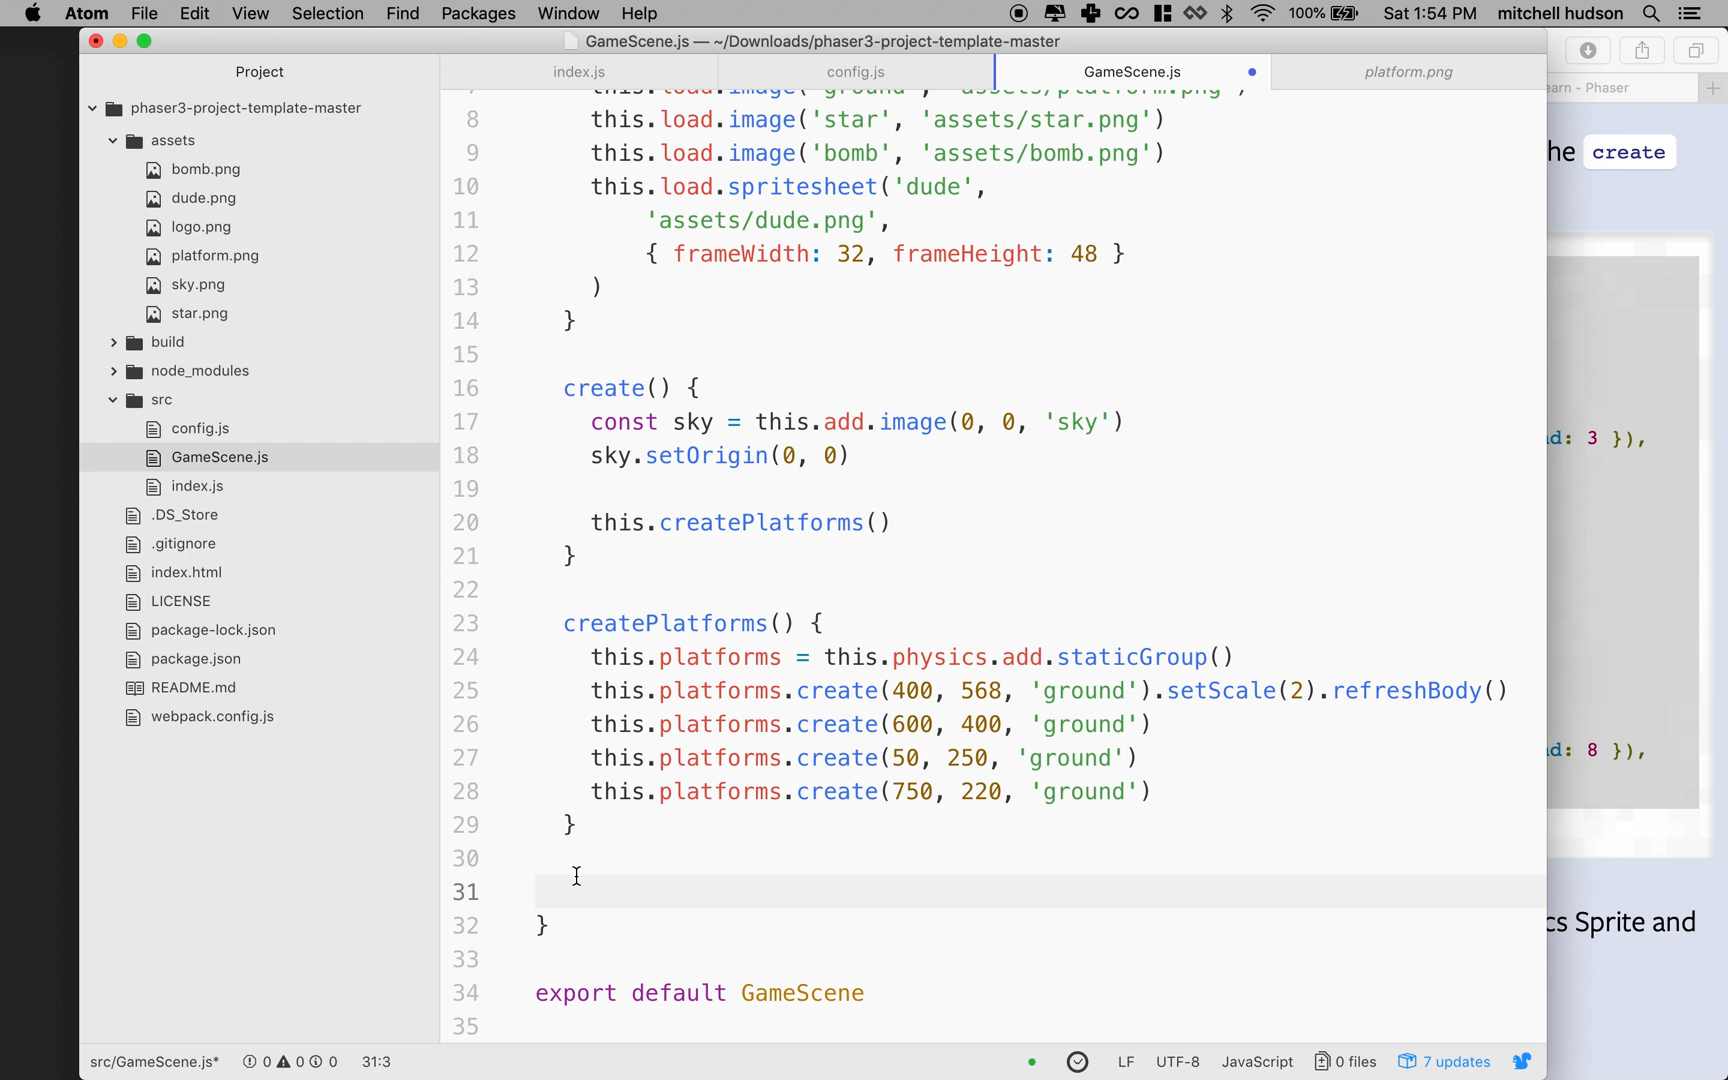 Atom File Edit View Selection Find Packages Window Help 100% Sat 1:54 PM mitchell hudson
GameScene.js — ~/Downloads/phaser3-project-template-master
Project
index.js config.js GameScene.js platform.png
earn - Phaser
phaser3-project-template-master
assets
bomb.png
dude.png
logo.png
platform.png
sky.png
star.png
build
node_modules
src
config.js
GameScene.js
index.js
.DS_Store
.gitignore
index.html
LICENSE
package-lock.json
package.json
README.md
webpack.config.js
7 this.load.image('ground', 'assets/platform.png')
8 this.load.image('star', 'assets/star.png')
9 this.load.image('bomb', 'assets/bomb.png')
10 this.load.spritesheet('dude',
11 'assets/dude.png',
12 { frameWidth: 32, frameHeight: 48 }
13 )
14 }
15
16 create() {
17 const sky = this.add.image(0, 0, 'sky')
18 sky.setOrigin(0, 0)
19
20 this.createPlatforms()
21 }
22
23 createPlatforms() {
24 this.platforms = this.physics.add.staticGroup()
25 this.platforms.create(400, 568, 'ground').setScale(2).refreshBody()
26 this.platforms.create(600, 400, 'ground')
27 this.platforms.create(50, 250, 'ground')
28 this.platforms.create(750, 220, 'ground')
29 }
30
31
32 }
33
34 export default GameScene
35
he create
d: 3 }),
d: 8 }),
cs Sprite and
src/GameScene.js* 0 0 0 31:3 LF UTF-8 JavaScript 0 files 7 updates